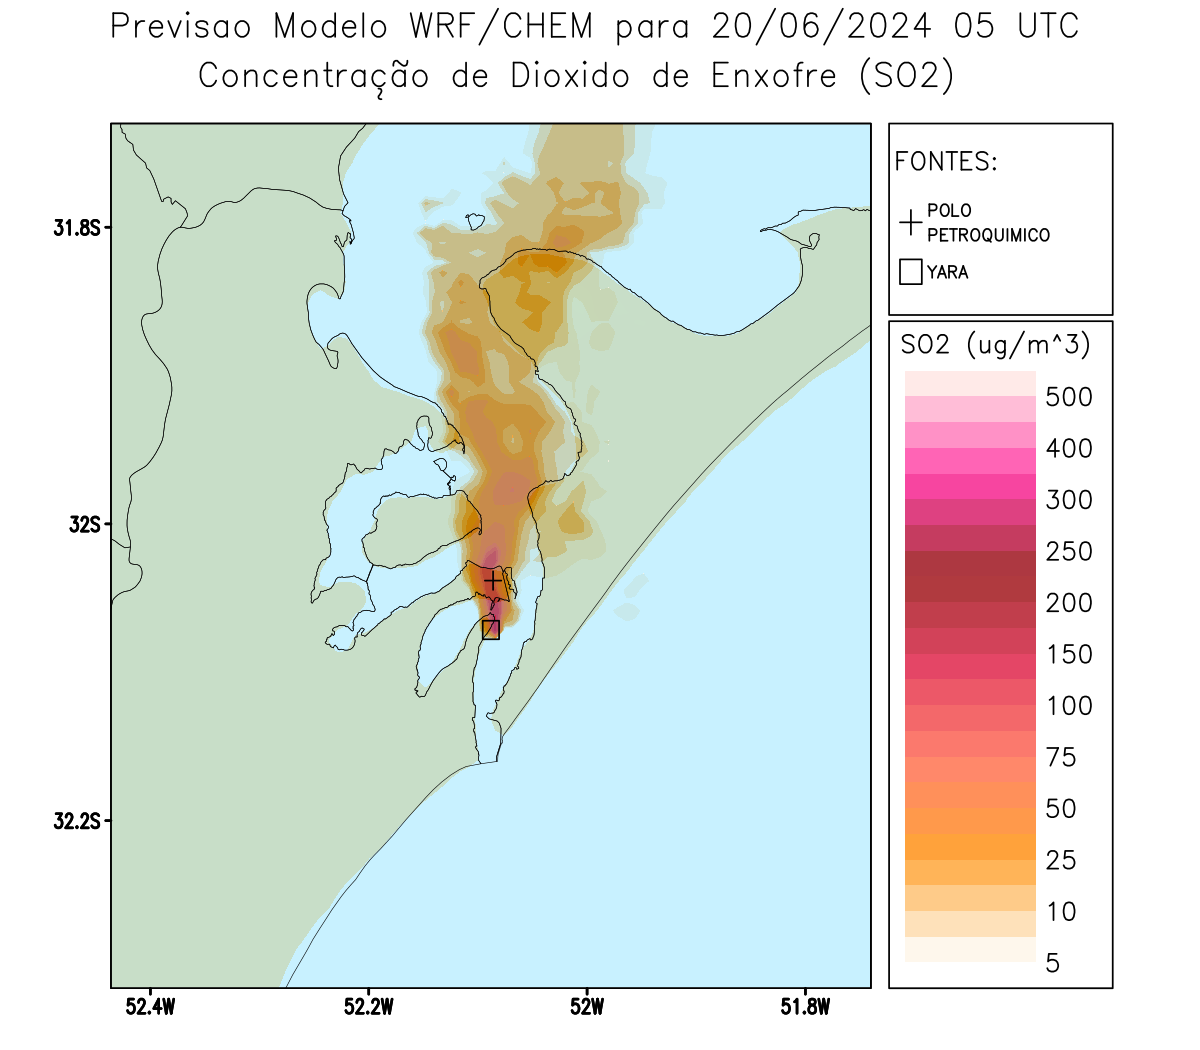 Previsao Modelo WRF/CHEM para 20/06/2024 05 UTC
Concentração de Dioxido de Enxofre (SO2)
FONTES:
POLO
PETROQUIMICO
YARA
31.8S
32S
32.2S
52.4W
52.2W
52W
51.8W
SO2 (ug/m^3)
500
400
300
250
200
150
100
75
50
25
10
5